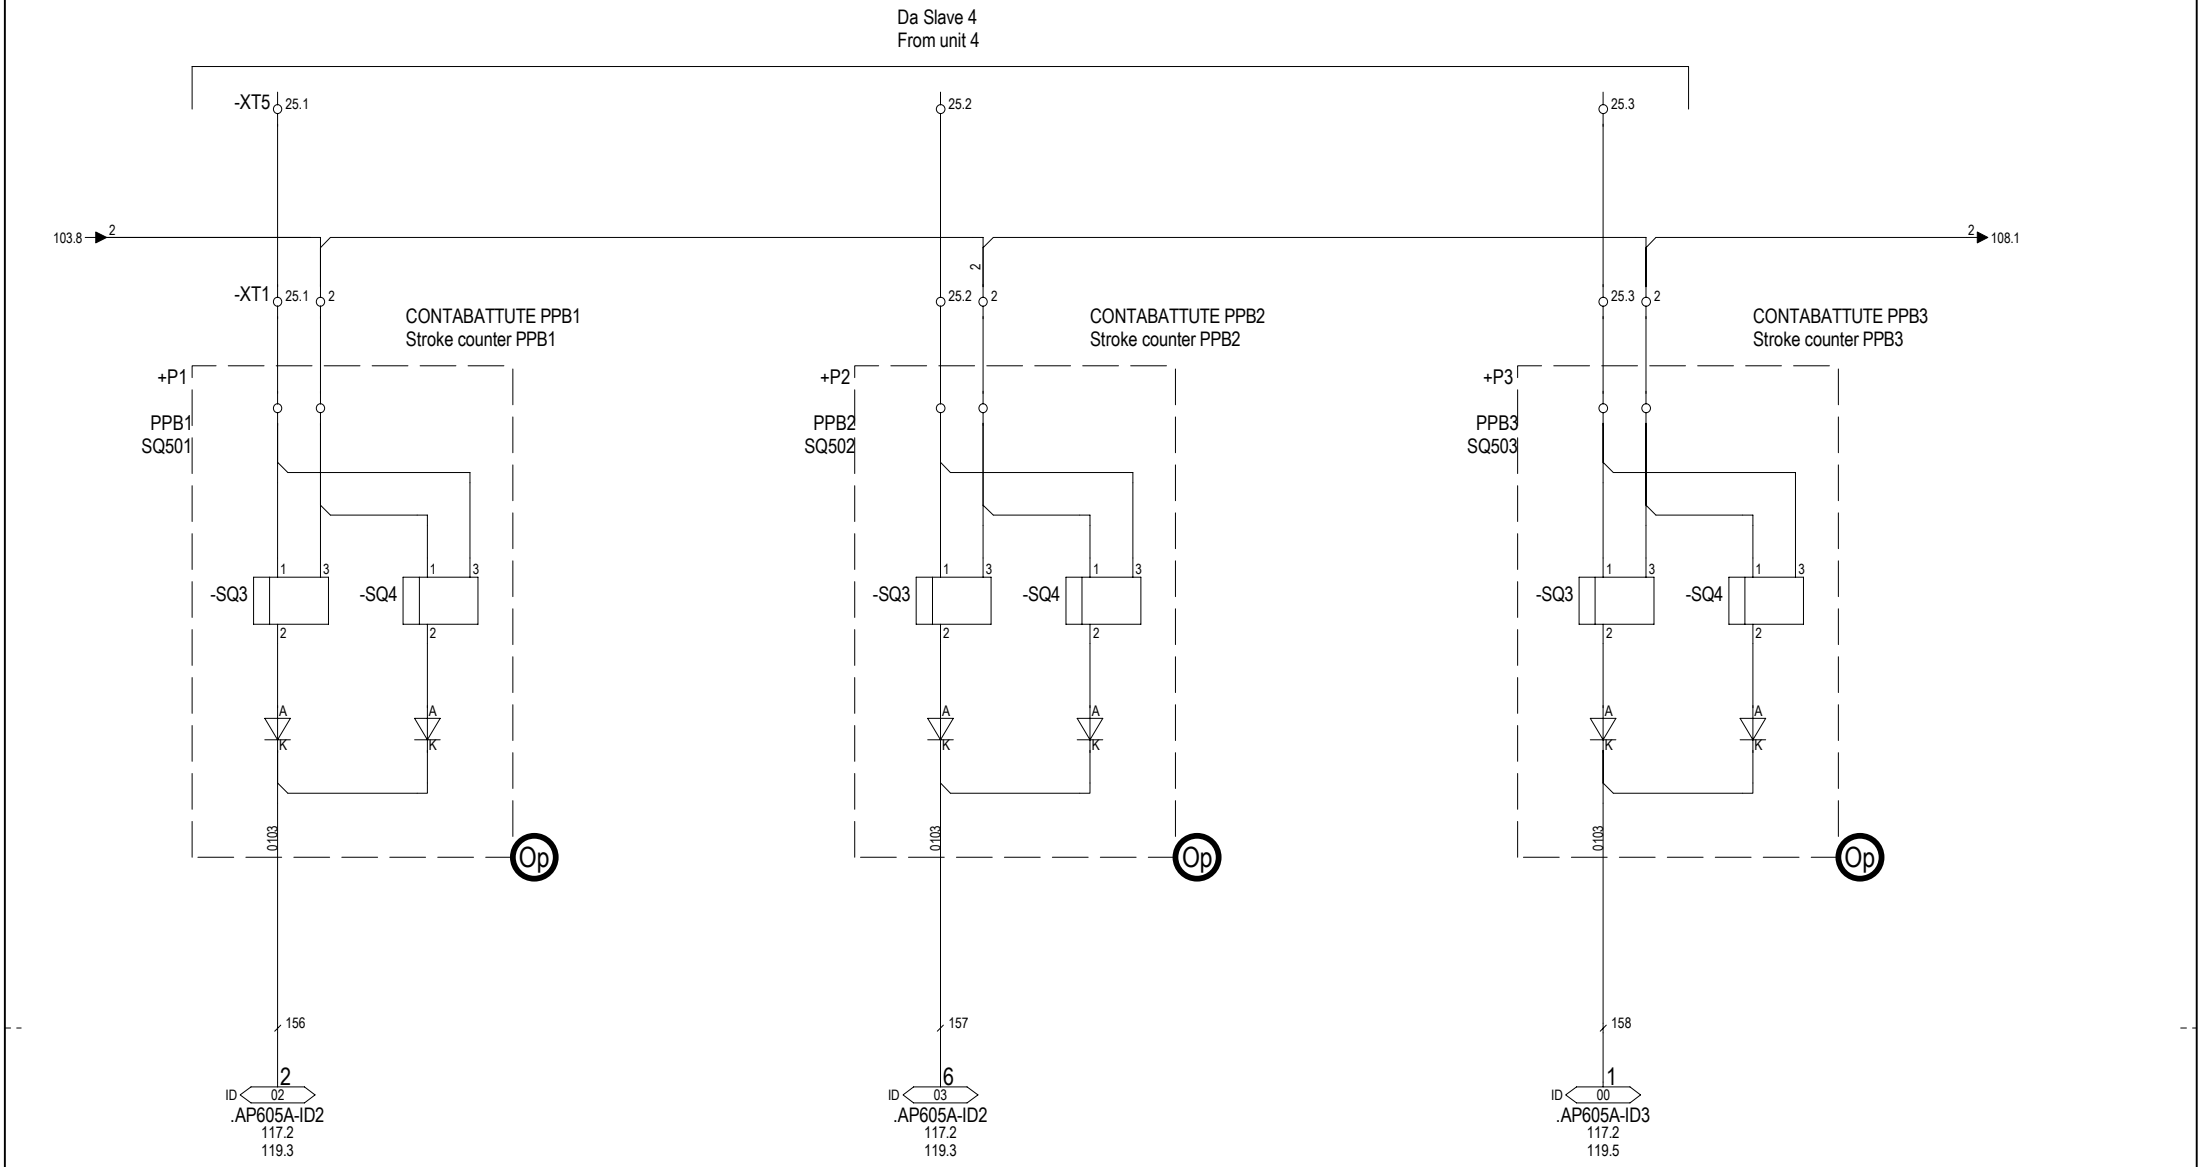 Da Slave 4
From unit 4
-XT5 25.1 25.2 25.3
103.8 2 2 108.1
2
-XT1 25.1 2 25.2 2 25.3 2
CONTABATTUTE PPB1
Stroke counter PPB1
CONTABATTUTE PPB2
Stroke counter PPB2
CONTABATTUTE PPB3
Stroke counter PPB3
+P1 +P2 +P3
PPB1 PPB2 PPB3
SQ501 SQ502 SQ503
1 3 1 3 1 3 1 3 1 3 1 3
-SQ3 -SQ4 -SQ3 -SQ4 -SQ3 -SQ4
2 2 2 2 2 2
A A A A A A
K K K K K K
0103 0103 0103
Op Op Op
156 157 158
2 6 1
ID 02 ID 03 ID 00
.AP605A-ID2 .AP605A-ID2 .AP605A-ID3
117.2 117.2 117.2
119.3 119.3 119.5